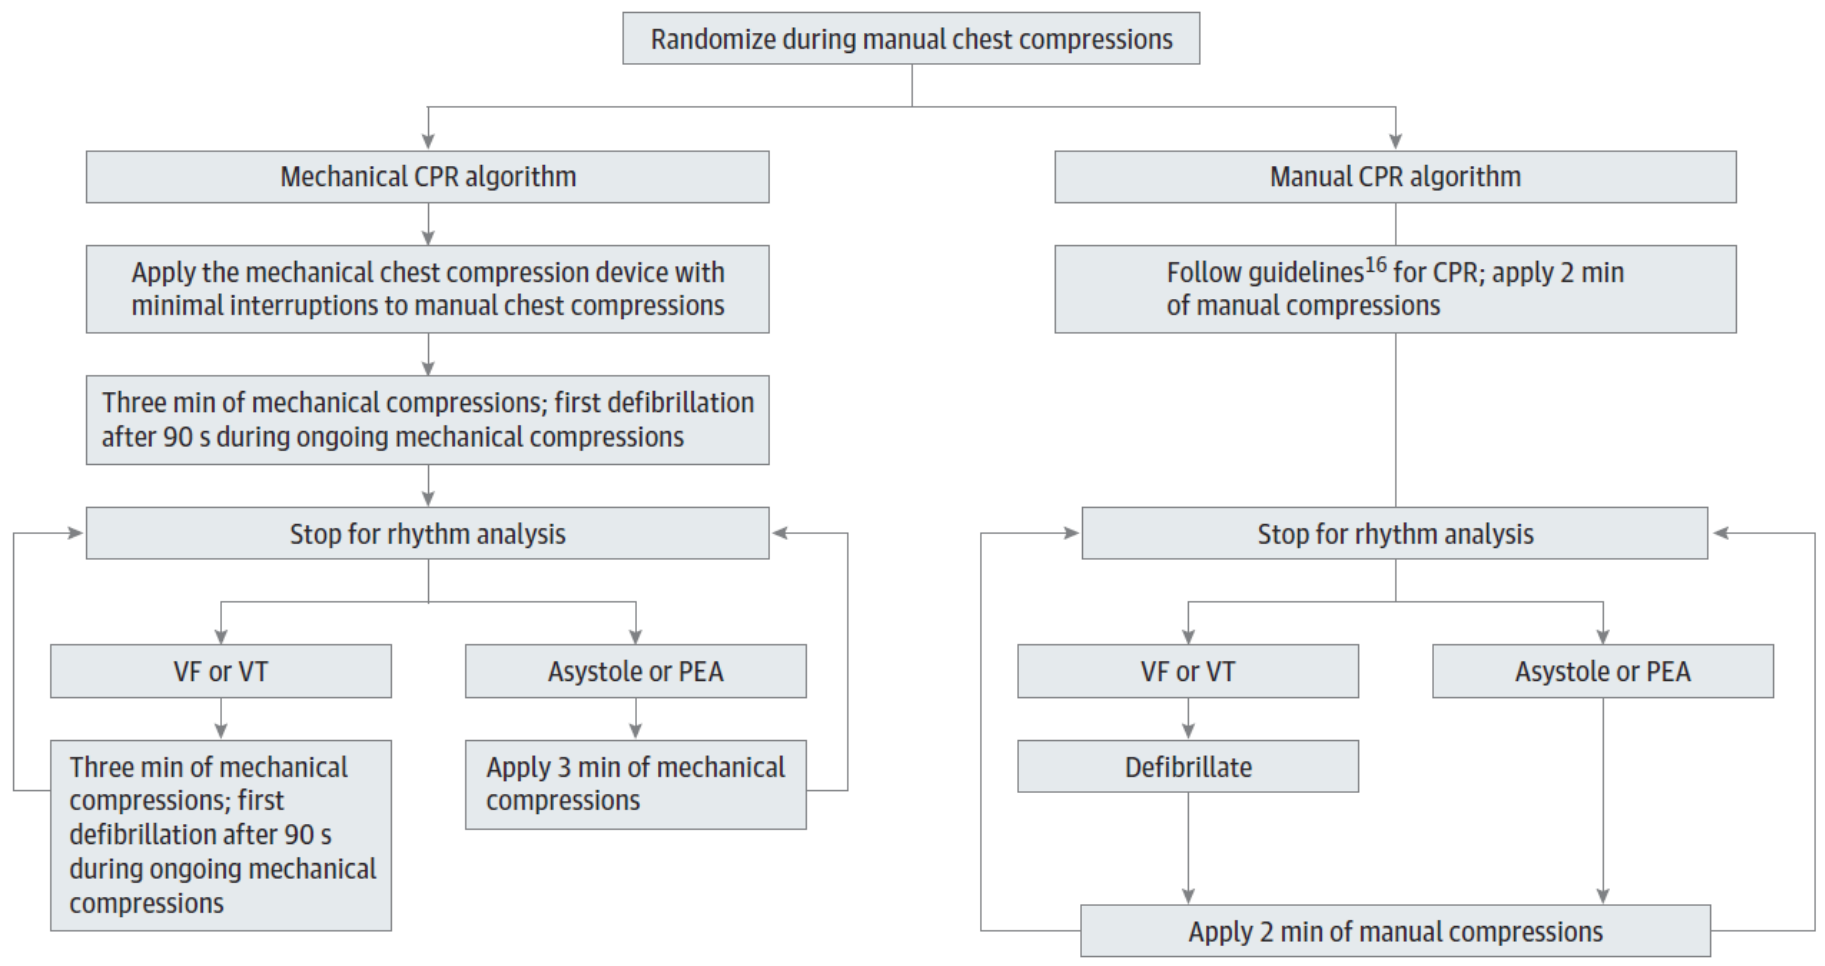 Randomize during manual chest compressions
Mechanical CPR algorithm
Apply the mechanical chest compression device with
minimal interruptions to manual chest compressions
Three min of mechanical compressions; first defibrillation
after 90 s during ongoing mechanical compressions
Stop for rhythm analysis
VF or VT
Three min of mechanical
compressions; first
defibrillation after 90 s
during ongoing mechanical
compressions
Asystole or PEA
Apply 3 min of mechanical
compressions
Manual CPR algorithm
Follow guidelines16 for CPR; apply 2 min
of manual compressions
Stop for rhythm analysis
VF or VT
Defibrillate
Asystole or PEA
Apply 2 min of manual compressions